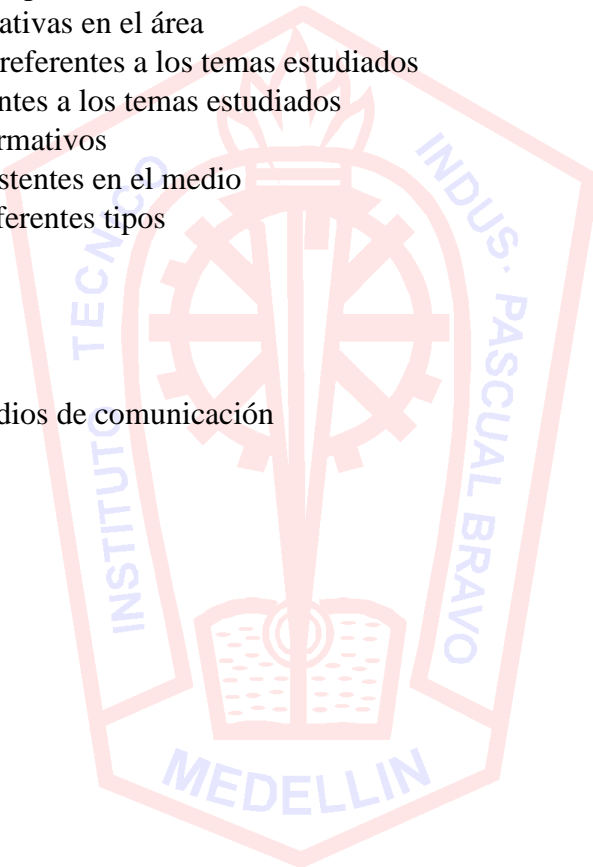 ativas en el área
referentes a los temas estudiados
ntes a los temas estudiados
rmativos
stentes en el medio
ferentes tipos
dios de comunicación
INSTITUTO TECNICO
INDUS. PASCUAL BRAVO
MEDELLIN